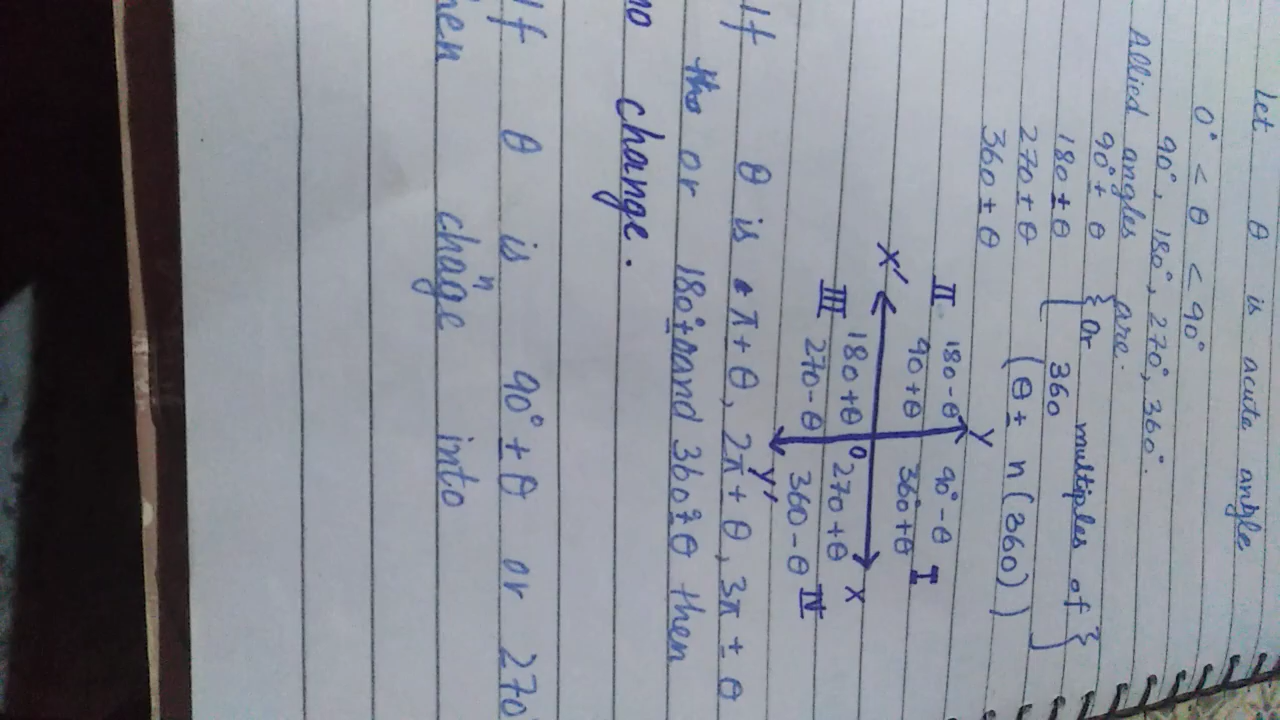 Let θ is acute angle
0° < θ < 90°
90°, 180°, 270°, 360°.
Allied angles are.
90° ± θ { Or multiples of }
180 ± θ 360
270 ± θ (θ ± n (360))
360 ± θ
Y
II 180 - θ 90° - θ I
90 + θ 360 + θ
X' 0 X
180 + θ 270 + θ
III 270 - θ 360 - θ IV
Y'
If θ is π ± θ, 2π ± θ, 3π ± θ
or 180° ± and 360° ± θ then
no change.
If θ is 90° ± θ or 270
chnage into